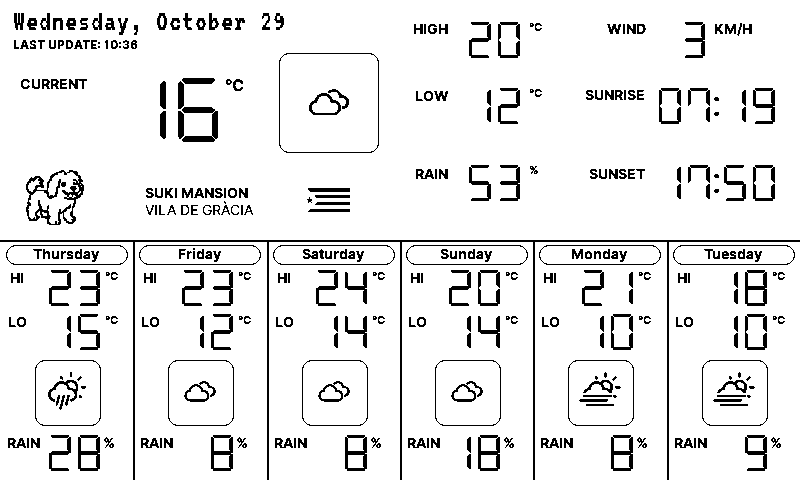 Wednesday, October 29
LAST UPDATE: 10:36
CURRENT 16 °C
HIGH 20 °C
LOW 12 °C
RAIN 53 %
WIND 3 KM/H
SUNRISE 07:19
SUNSET 17:50
SUKI MANSION
VILA DE GRÀCIA
Thursday
HI 23 °C
LO 15 °C
RAIN 28 %
Friday
HI 23 °C
LO 12 °C
RAIN 8 %
Saturday
HI 24 °C
LO 14 °C
RAIN 8 %
Sunday
HI 20 °C
LO 14 °C
RAIN 18 %
Monday
HI 21 °C
LO 10 °C
RAIN 8 %
Tuesday
HI 18 °C
LO 10 °C
RAIN 9 %